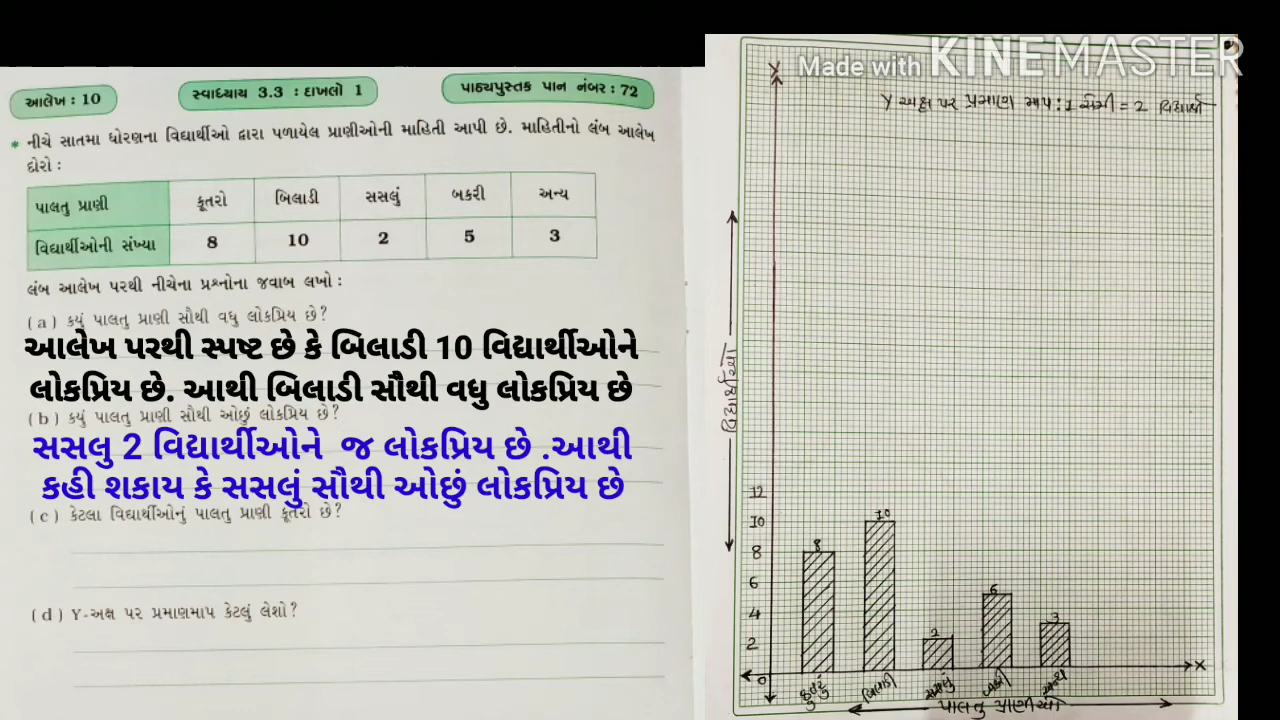 આલેખ : 10
સ્વાધ્યાય 3.3 : દાખલો 1
પાઠ્યપુસ્તક પાન નંબર : 72
* નીચે સાતમા ધોરણના વિદ્યાર્થીઓ દ્વારા પળાયેલ પ્રાણીઓની માહિતી આપી છે. માહિતીનો લંબ આલેખ
દોરો :
પાલતુ પ્રાણી કૂતરો બિલાડી સસલું બકરી અન્ય
વિદ્યાર્થીઓની સંખ્યા 8 10 2 5 3
લંબ આલેખ પરથી નીચેના પ્રશ્નોના જવાબ લખો :
(a) કયું પાલતુ પ્રાણી સૌથી વધુ લોકપ્રિય છે?
આલેખ પરથી સ્પષ્ટ છે કે બિલાડી 10 વિદ્યાર્થીઓને
લોકપ્રિય છે. આથી બિલાડી સૌથી વધુ લોકપ્રિય છે
(b) કયું પાલતુ પ્રાણી સૌથી ઓછું લોકપ્રિય છે?
સસલુ 2 વિદ્યાર્થીઓને જ લોકપ્રિય છે .આથી
કહી શકાય કે સસલું સૌથી ઓછું લોકપ્રિય છે
(c) કેટલા વિદ્યાર્થીઓનું પાલતુ પ્રાણી કૂતરો છે?
(d) Y-અક્ષ પર પ્રમાણમાપ કેટલું લેશો?
Made with KINEMASTER
Y
Y અક્ષ પર પ્રમાણ માપ : 1 સેમી = 2 વિદ્યાર્થી
વિદ્યાર્થીઓ
12
10
8
6
4
2
0
8
10
2
6
3
X
બિલાડી સસલું બકરી અન્ય
પાલતુ પ્રાણીઓ